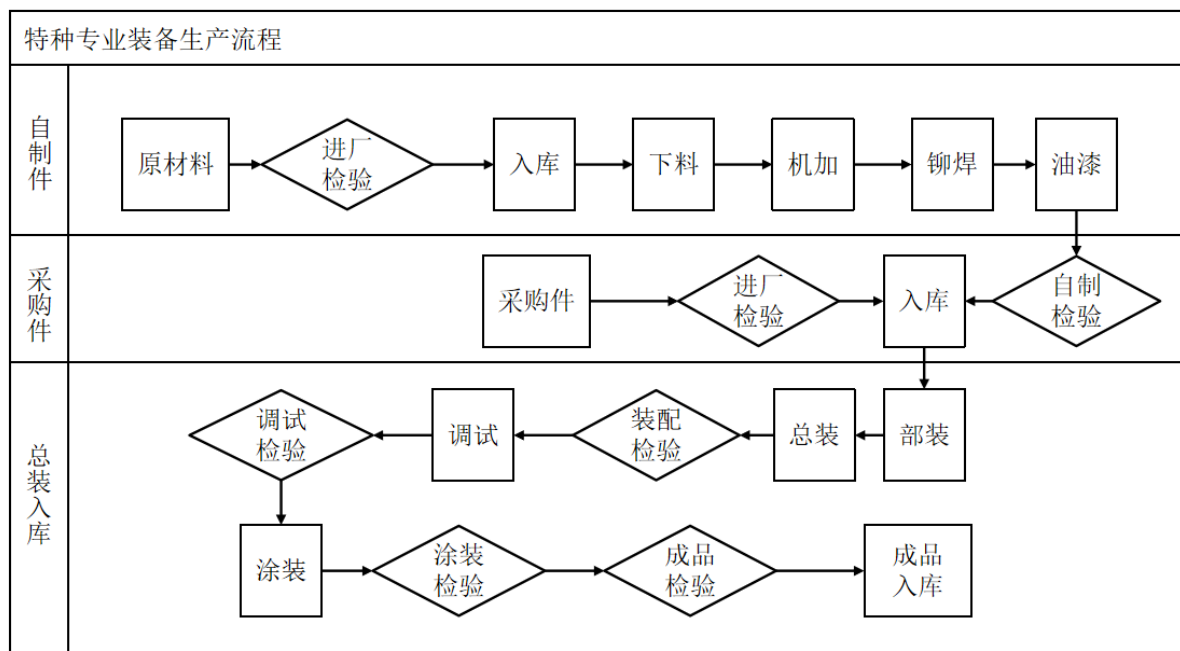 特种专业装备生产流程
自制件
原材料
进厂
检验
入库
下料
机加
铆焊
油漆
采购件
采购件
进厂
检验
入库
自制
检验
总装入库
调试
检验
调试
装配
检验
总装
部装
涂装
涂装
检验
成品
检验
成品
入库